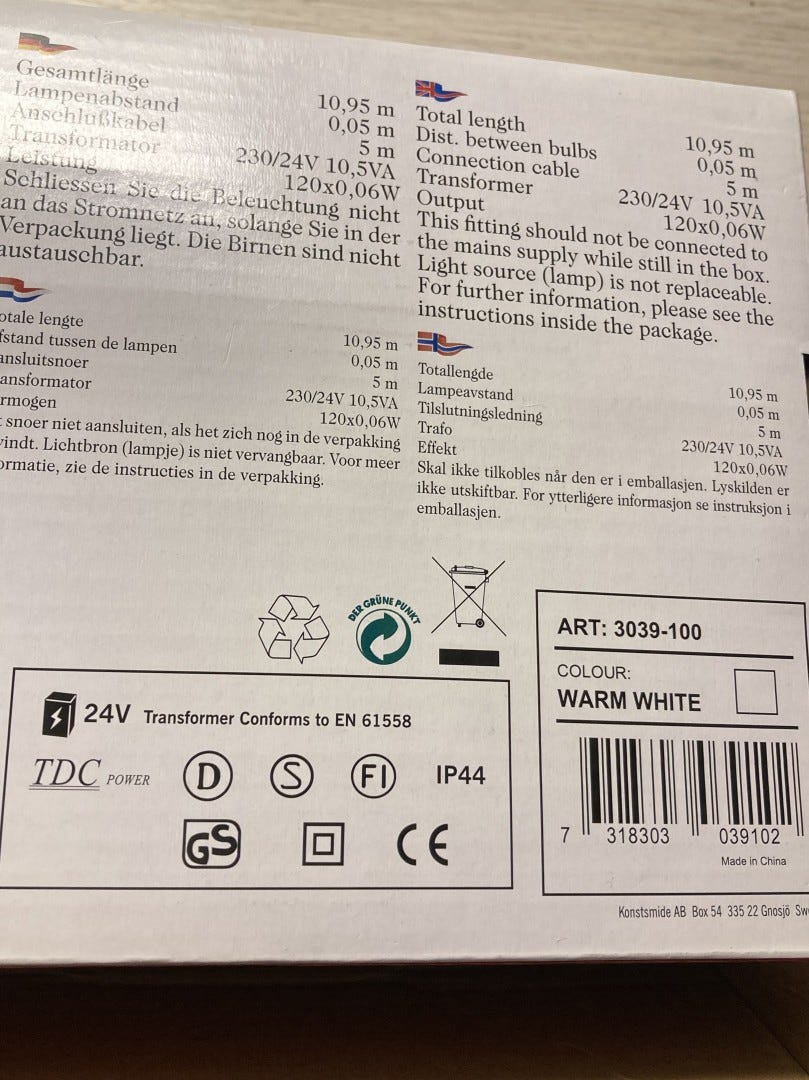 Gesamtlänge 10,95 m
Lampenabstand 0,05 m
Anschlußkabel 5 m
Transformator 230/24V 10,5VA
Leistung 120x0,06W
Schliessen Sie die Beleuchtung nicht
an das Stromnetz an, solange Sie in der
Verpackung liegt. Die Birnen sind nicht
austauschbar.
Total length 10,95 m
Dist. between bulbs 0,05 m
Connection cable 5 m
Transformer 230/24V 10,5VA
Output 120x0,06W
This fitting should not be connected to
the mains supply while still in the box.
Light source (lamp) is not replaceable.
For further information, please see the
instructions inside the package.
otale lengte 10,95 m
fstand tussen de lampen 0,05 m
ansluitsnoer 5 m
ansformator 230/24V 10,5VA
rmogen 120x0,06W
snoer niet aansluiten, als het zich nog in de verpakking
indt. Lichtbron (lampje) is niet vervangbaar. Voor meer
ormatie, zie de instructies in de verpakking.
Totallengde 10,95 m
Lampeavstand 0,05 m
Tilslutningsledning 5 m
Trafo 230/24V 10,5VA
Effekt 120x0,06W
Skal ikke tilkobles når den er i emballasjen. Lyskilden er
ikke utskiftbar. For ytterligere informasjon se instruksjon i
emballasjen.
DER GRÜNE PUNKT
24V Transformer Conforms to EN 61558
TDC POWER D S FI IP44
GS CE
ART: 3039-100
COLOUR:
WARM WHITE
7 318303 039102
Made in China
Konstsmide AB Box 54 335 22 Gnosjö Sw